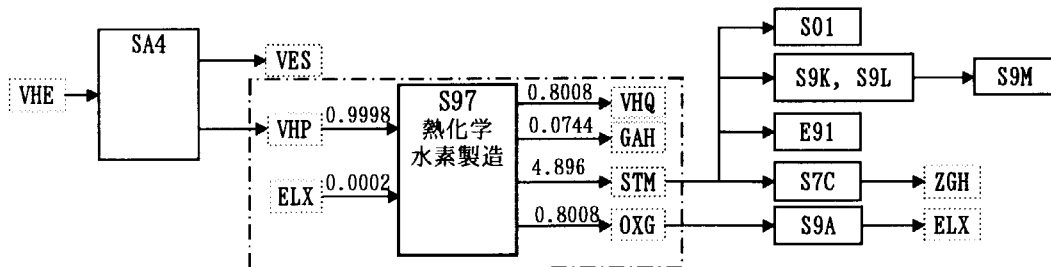 S01
SA4
VES
S9K, S9L
S9M
VHE
S97
0.8008
VHQ
VHP
0.9998
熱化学
0.0744
GAH
E91
水素製造
ELX
0.0002
4.896
STM
S7C
ZGH
0.8008
OXG
S9A
ELX